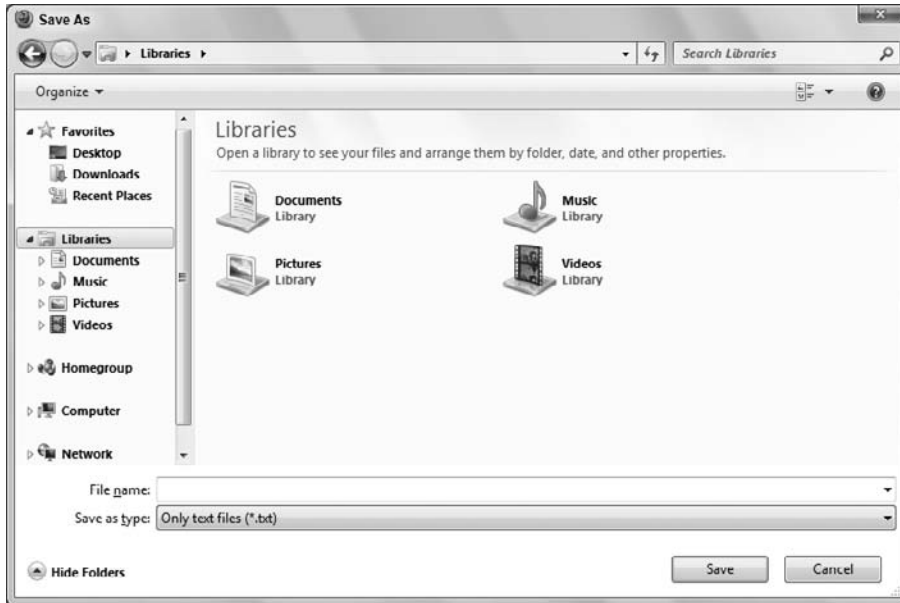 Save As
Libraries
Search Libraries
Organize
Favorites
Desktop
Downloads
Recent Places
Libraries
Documents
Music
Pictures
Videos
Homegroup
Computer
Network
Libraries
Open a library to see your files and arrange them by folder, date, and other properties.
Documents
Library
Music
Library
Pictures
Library
Videos
Library
File name:
Save as type: Only text files (*.txt)
Hide Folders
Save
Cancel